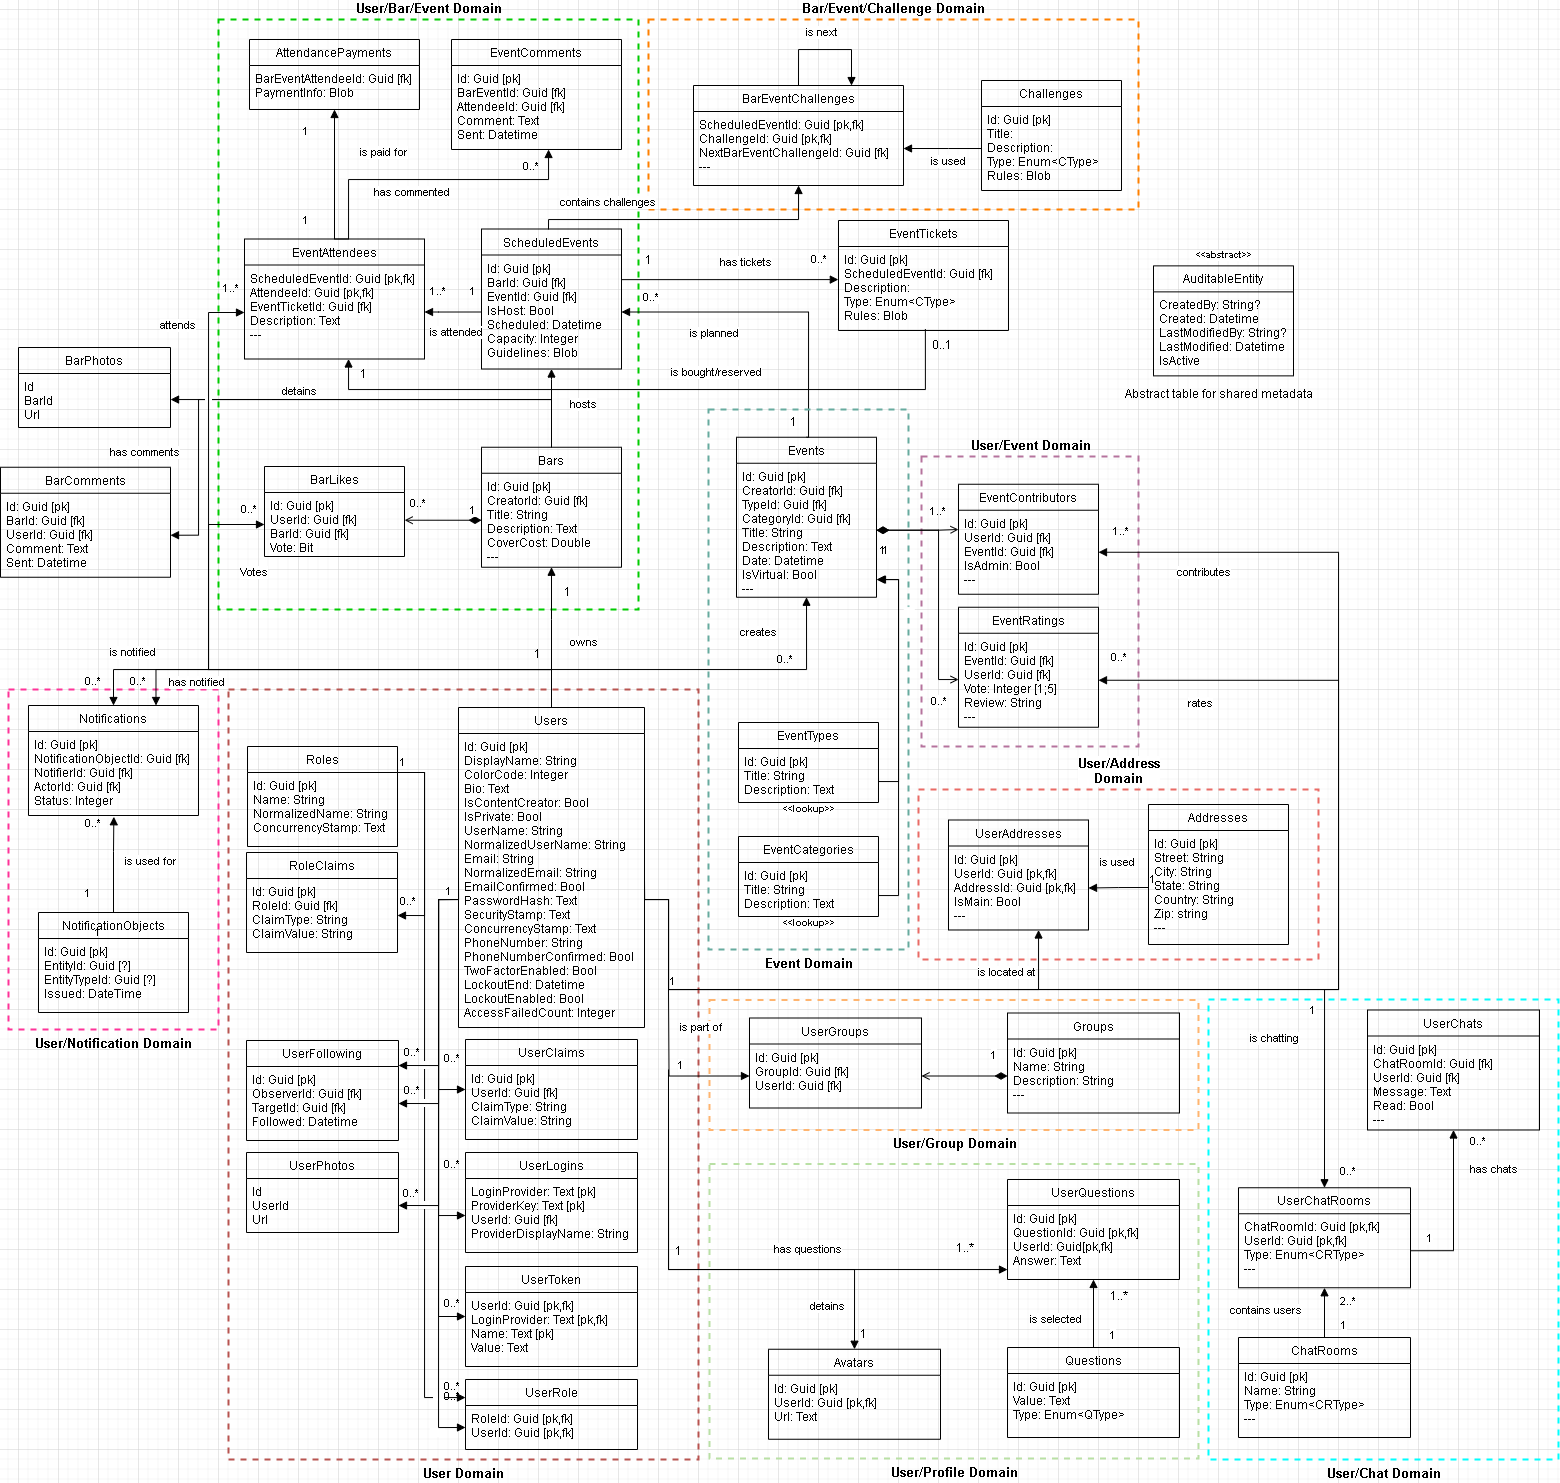 User/Bar/Event Domain
AttendancePayments
BarEventAttendeeId: Guid [fk]
PaymentInfo: Blob
EventComments
Id: Guid [pk]
BarEventId: Guid [fk]
AttendeeId: Guid [fk]
Comment: Text
Sent: Datetime
1
is paid for
0..*
has commented
1
EventAttendees
ScheduledEventId: Guid [pk,fk]
AttendeeId: Guid [pk,fk]
EventTicketId: Guid [fk]
Description: Text
---
1..*
1..*
1
is attended
attends
ScheduledEvents
Id: Guid [pk]
BarId: Guid [fk]
EventId: Guid [fk]
IsHost: Bool
Scheduled: Datetime
Capacity: Integer
Guidelines: Blob
contains challenges
1
has tickets
0..*
0..*
is planned
Bar/Event/Challenge Domain
is next
BarEventChallenges
ScheduledEventId: Guid [pk,fk]
ChallengeId: Guid [pk,fk]
NextBarEventChallengeId: Guid [fk]
---
is used
Challenges
Id: Guid [pk]
Title:
Description:
Type: Enum<CType>
Rules: Blob
EventTickets
Id: Guid [pk]
ScheduledEventId: Guid [fk]
Description:
Type: Enum<CType>
Rules: Blob
0..1
is bought/reserved
1
<<abstract>>
AuditableEntity
CreatedBy: String?
Created: Datetime
LastModifiedBy: String?
LastModified: Datetime
IsActive
Abstract table for shared metadata
BarPhotos
Id
BarId
Url
detains
hosts
has comments
BarComments
Id: Guid [pk]
BarId: Guid [fk]
UserId: Guid [fk]
Comment: Text
Sent: Datetime
BarLikes
Id: Guid [pk]
UserId: Guid [fk]
BarId: Guid [fk]
Vote: Bit
0..*
Votes
0..*
1
Bars
Id: Guid [pk]
CreatorId: Guid [fk]
Title: String
Description: Text
CoverCost: Double
---
1
owns
1
1
Events
Id: Guid [pk]
CreatorId: Guid [fk]
TypeId: Guid [fk]
CategoryId: Guid [fk]
Title: String
Description: Text
Date: Datetime
IsVirtual: Bool
---
1
1
creates
0..*
User/Event Domain
EventContributors
Id: Guid [pk]
UserId: Guid [fk]
EventId: Guid [fk]
IsAdmin: Bool
---
1..*
1..*
contributes
EventRatings
Id: Guid [pk]
EventId: Guid [fk]
UserId: Guid [fk]
Vote: Integer [1;5]
Review: String
---
0..*
0..*
rates
EventTypes
Id: Guid [pk]
Title: String
Description: Text
<<lookup>>
EventCategories
Id: Guid [pk]
Title: String
Description: Text
<<lookup>>
Event Domain
User/Address
Domain
UserAddresses
Id: Guid [pk]
UserId: Guid [pk,fk]
AddressId: Guid [pk,fk]
IsMain: Bool
---
is used
1
Addresses
Id: Guid [pk]
Street: String
City: String
State: String
Country: String
Zip: string
---
is located at
is notified
0..*
0..*
has notified
Notifications
Id: Guid [pk]
NotificationObjectId: Guid [fk]
NotifierId: Guid [fk]
ActorId: Guid [fk]
Status: Integer
0..*
is used for
1
NotificationObjects
Id: Guid [pk]
EntityId: Guid [?]
EntityTypeId: Guid [?]
Issued: DateTime
User/Notification Domain
Roles
Id: Guid [pk]
Name: String
NormalizedName: String
ConcurrencyStamp: Text
1
RoleClaims
Id: Guid [pk]
RoleId: Guid [fk]
ClaimType: String
ClaimValue: String
0..*
1
Users
Id: Guid [pk]
DisplayName: String
ColorCode: Integer
Bio: Text
IsContentCreator: Bool
IsPrivate: Bool
UserName: String
NormalizedUserName: String
Email: String
NormalizedEmail: String
EmailConfirmed: Bool
PasswordHash: Text
SecurityStamp: Text
ConcurrencyStamp: Text
PhoneNumber: String
PhoneNumberConfirmed: Bool
TwoFactorEnabled: Bool
LockoutEnd: Datetime
LockoutEnabled: Bool
AccessFailedCount: Integer
1
UserFollowing
Id: Guid [pk]
ObserverId: Guid [fk]
TargetId: Guid [fk]
Followed: Datetime
0..*
0..*
0..*
UserClaims
Id: Guid [pk]
UserId: Guid [fk]
ClaimType: String
ClaimValue: String
UserPhotos
Id
UserId
Url
0..*
0..*
UserLogins
LoginProvider: Text [pk]
ProviderKey: Text [pk]
UserId: Guid [fk]
ProviderDisplayName: String
0..*
UserToken
UserId: Guid [pk,fk]
LoginProvider: Text [pk,fk]
Name: Text [pk]
Value: Text
0..*
0..*
UserRole
RoleId: Guid [pk,fk]
UserId: Guid [pk,fk]
User Domain
is part of
1
UserGroups
Id: Guid [pk]
GroupId: Guid [fk]
UserId: Guid [fk]
1
Groups
Id: Guid [pk]
Name: String
Description: String
---
User/Group Domain
1
has questions
1..*
UserQuestions
Id: Guid [pk]
QuestionId: Guid [pk,fk]
UserId: Guid[pk,fk]
Answer: Text
detains
1
Avatars
Id: Guid [pk]
UserId: Guid [pk,fk]
Url: Text
1..*
is selected
1
Questions
Id: Guid [pk]
Value: Text
Type: Enum<QType>
User/Profile Domain
1
is chatting
0..*
UserChats
Id: Guid [pk]
ChatRoomId: Guid [fk]
UserId: Guid [fk]
Message: Text
Read: Bool
---
0..*
has chats
1
UserChatRooms
ChatRoomId: Guid [pk,fk]
UserId: Guid [pk,fk]
Type: Enum<CRType>
---
2..*
contains users
1
ChatRooms
Id: Guid [pk]
Name: String
Type: Enum<CRType>
---
User/Chat Domain